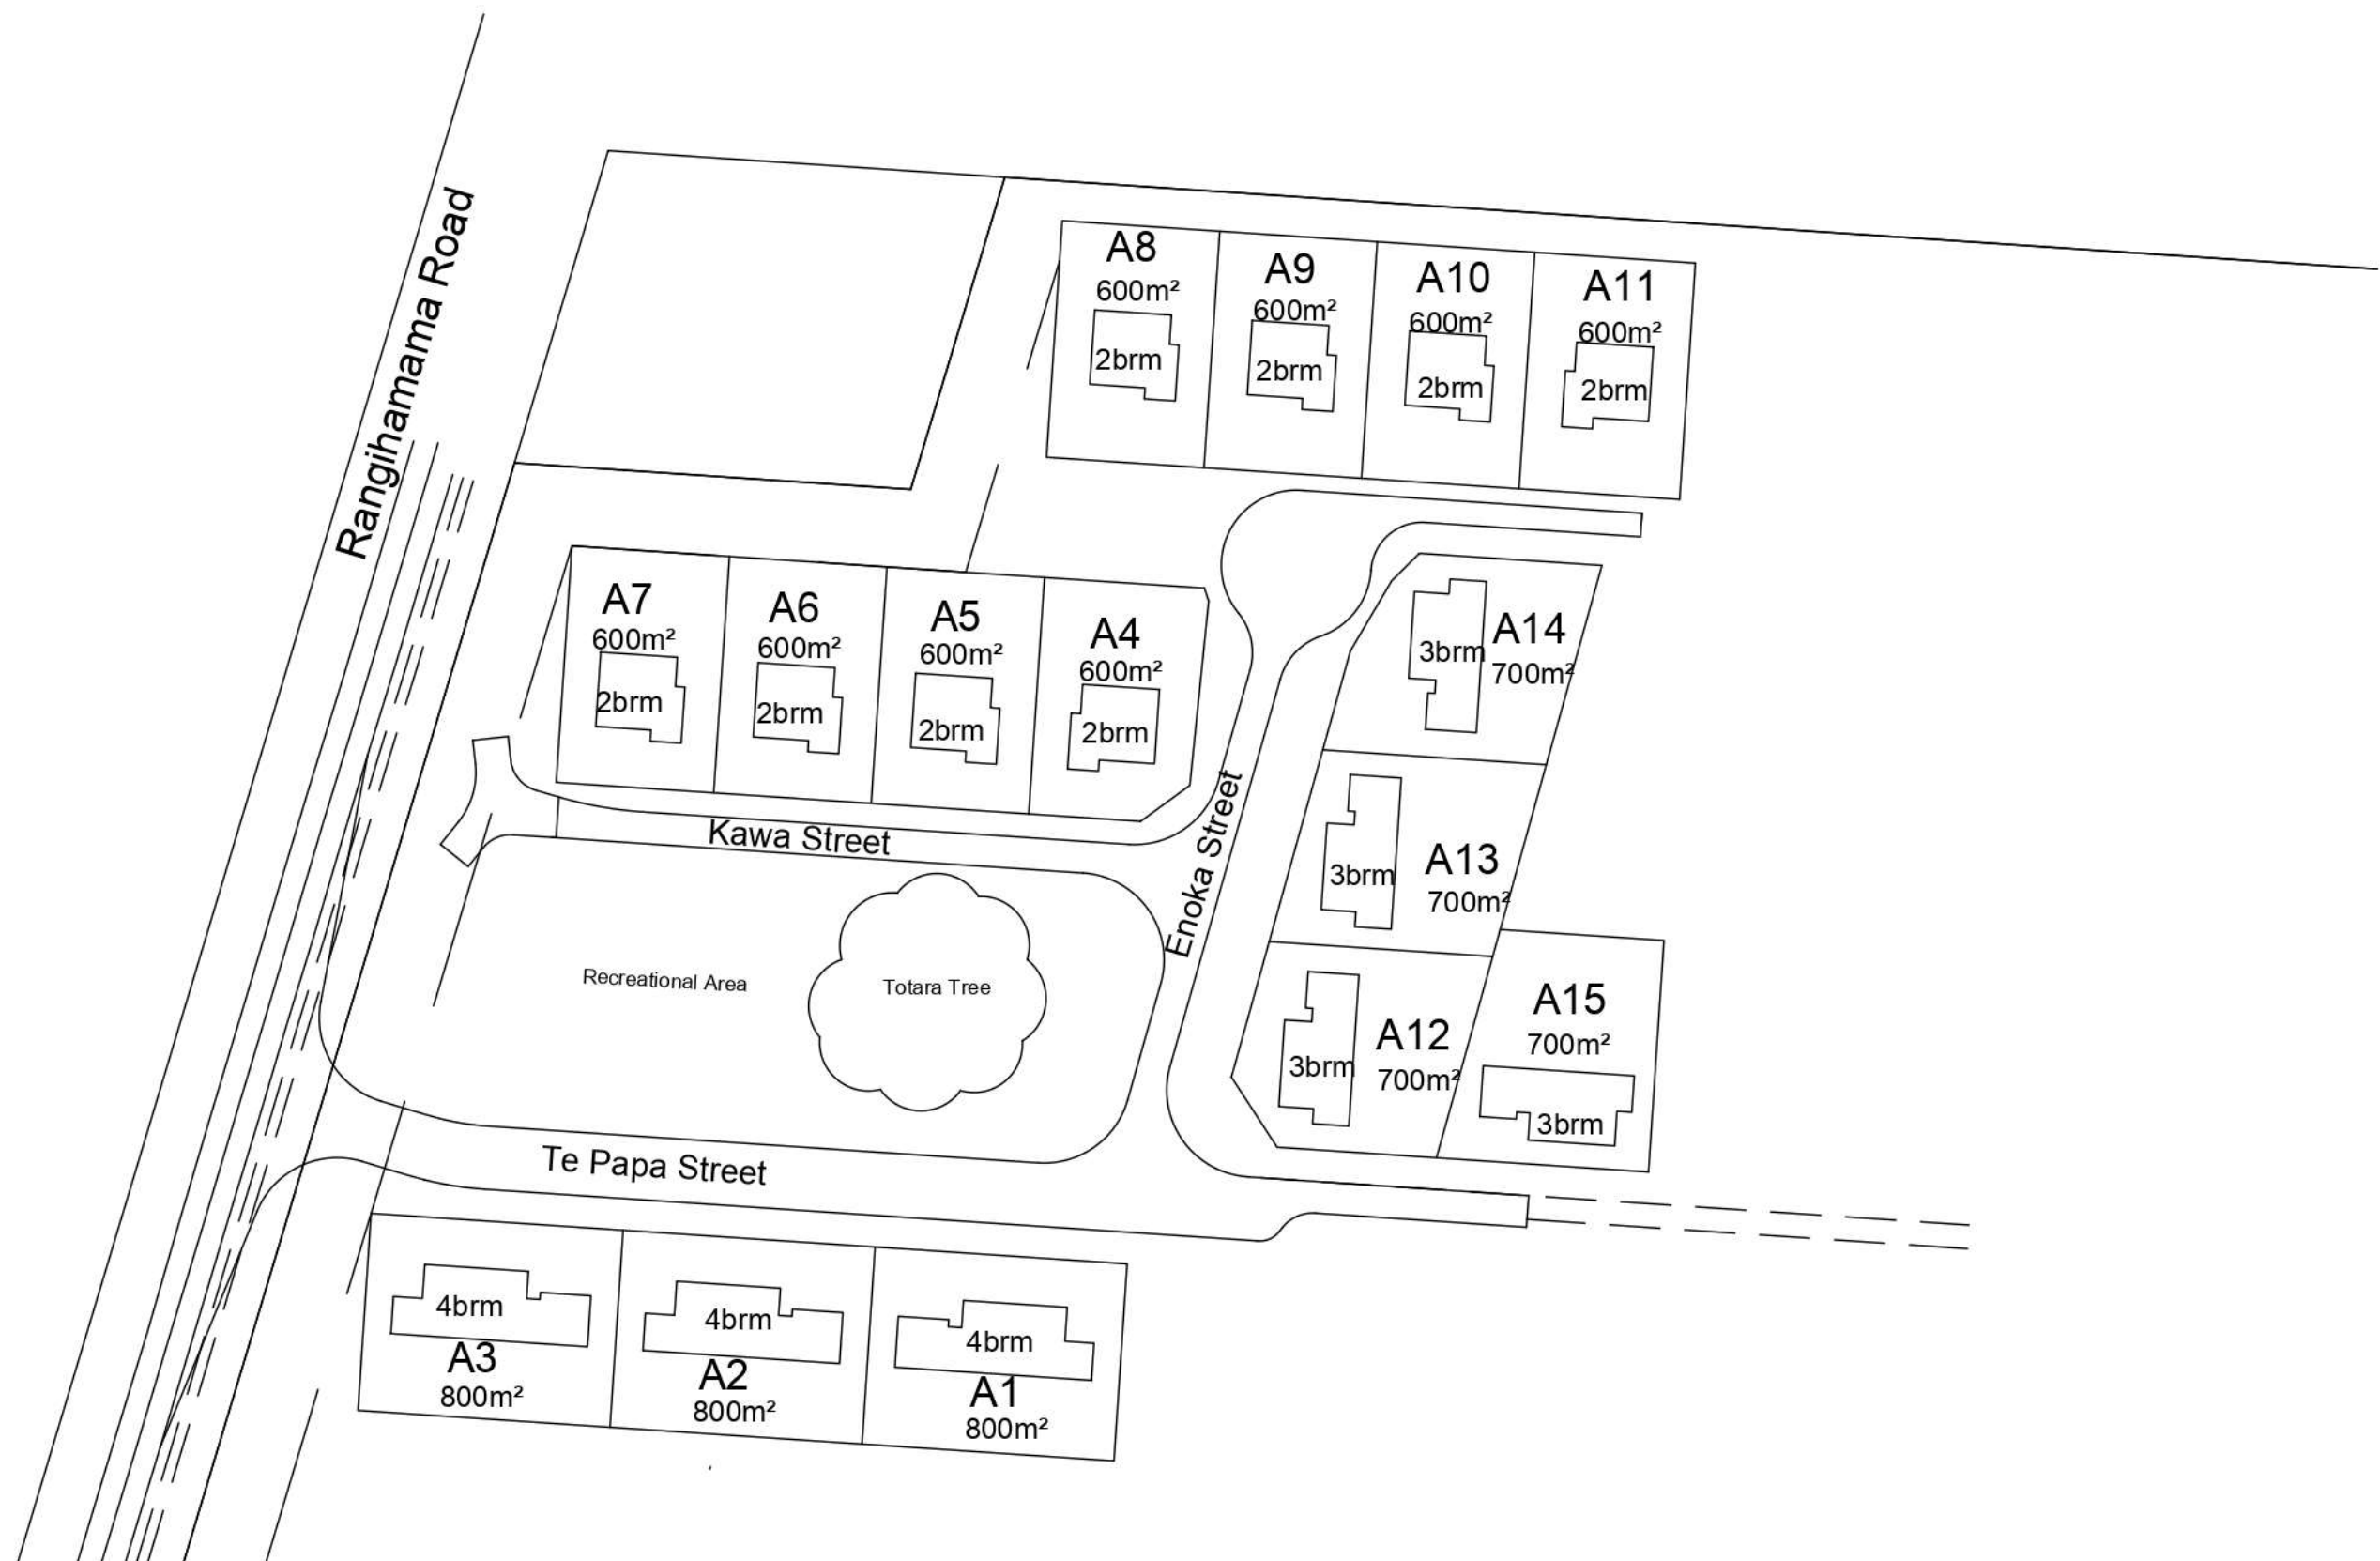 Rangihamama Road
A8
600m²
2brm
A9
600m²
2brm
A10
600m²
2brm
A11
600m²
2brm
A7
600m²
2brm
A6
600m²
2brm
A5
600m²
2brm
A4
600m²
2brm
A14
3brm
700m²
Kawa Street
Enoka Street
A13
3brm
700m²
Recreational Area
Totara Tree
A12
3brm
700m²
A15
700m²
3brm
Te Papa Street
4brm
A3
800m²
4brm
A2
800m²
4brm
A1
800m²